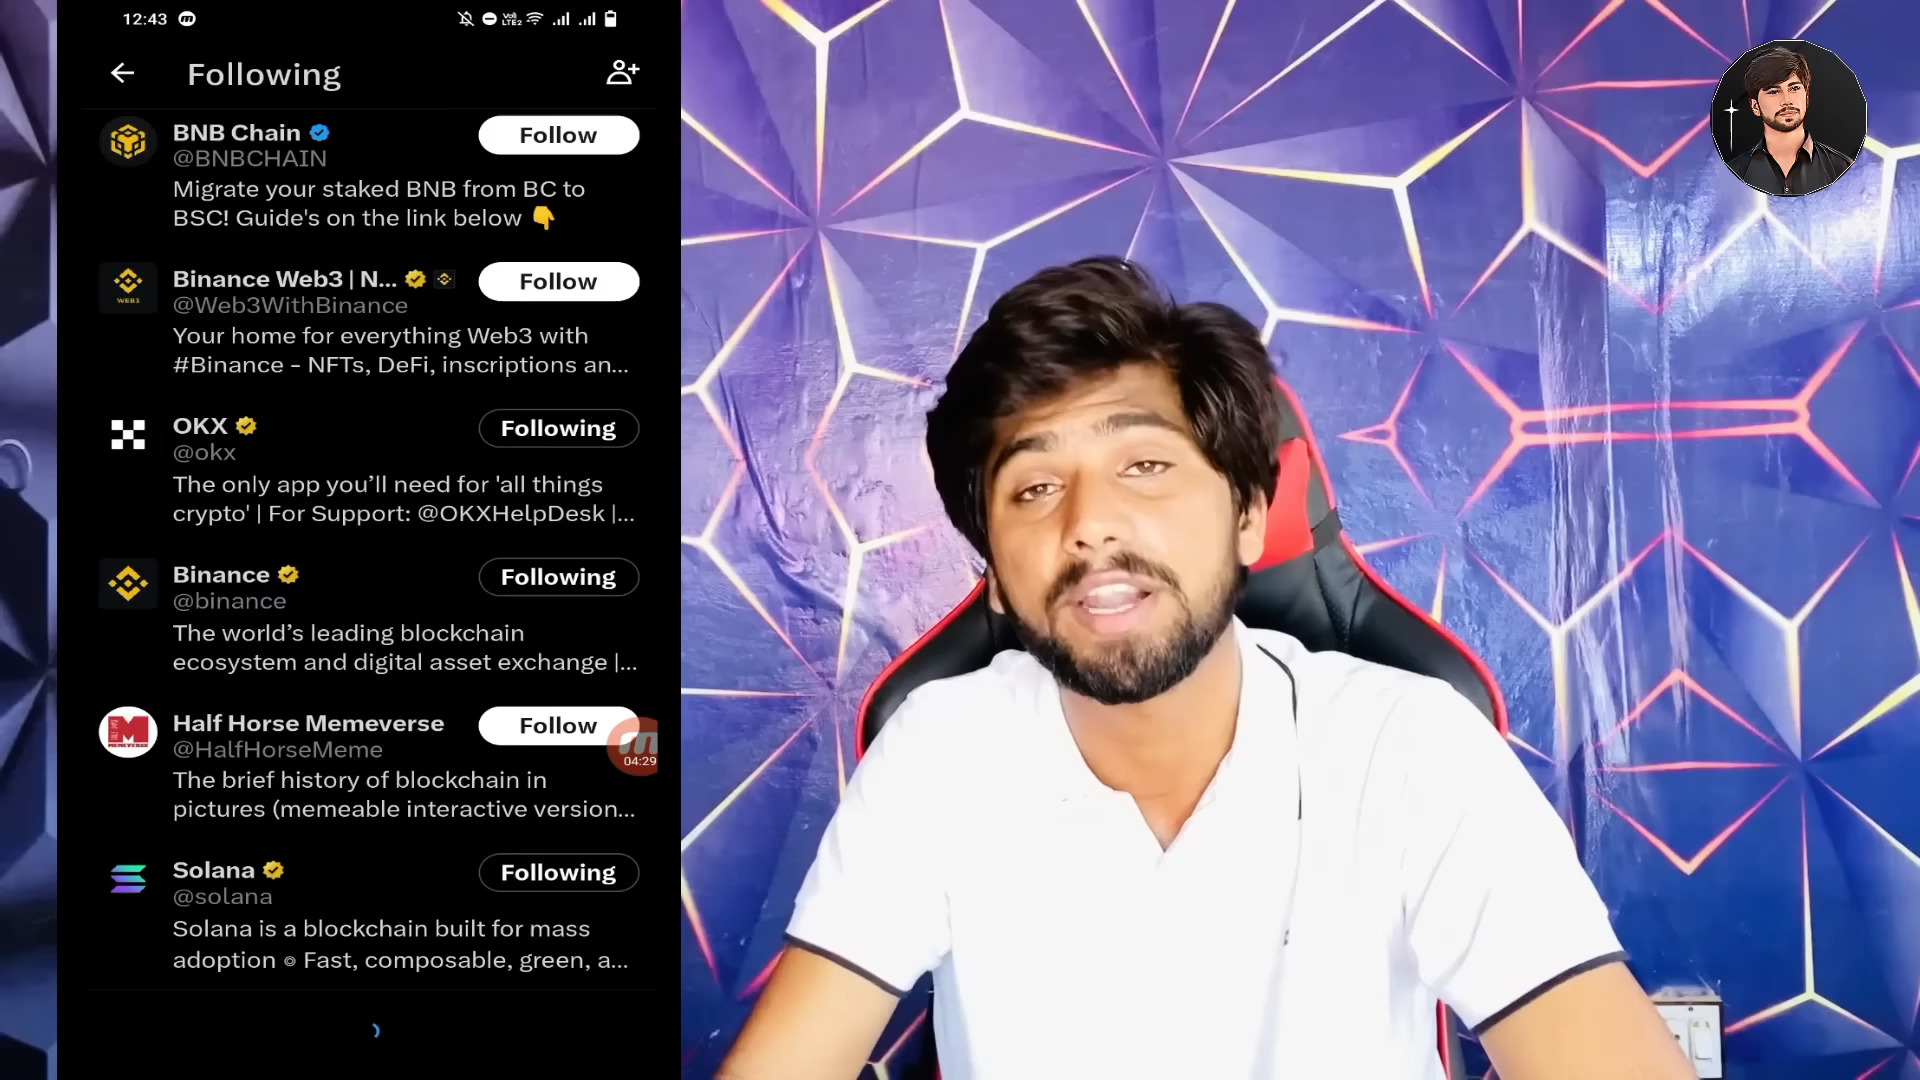 12:43
Vol) LTE2
Following
BNB Chain
Follow
@BNBCHAIN
Migrate your staked BNB from BC to
BSC! Guide's on the link below 👇
WEB3
Binance Web3 | N...
Follow
@Web3WithBinance
Your home for everything Web3 with
#Binance - NFTs, DeFi, inscriptions an...
OKX
Following
@okx
The only app you’ll need for 'all things
crypto' | For Support: @OKXHelpDesk |...
Binance
Following
@binance
The world’s leading blockchain
ecosystem and digital asset exchange |...
M
MEMEVERSE
Half Horse Memeverse
Follow
@HalfHorseMeme
04:29
The brief history of blockchain in
pictures (memeable interactive version...
Solana
Following
@solana
Solana is a blockchain built for mass
adoption ⌾ Fast, composable, green, a...